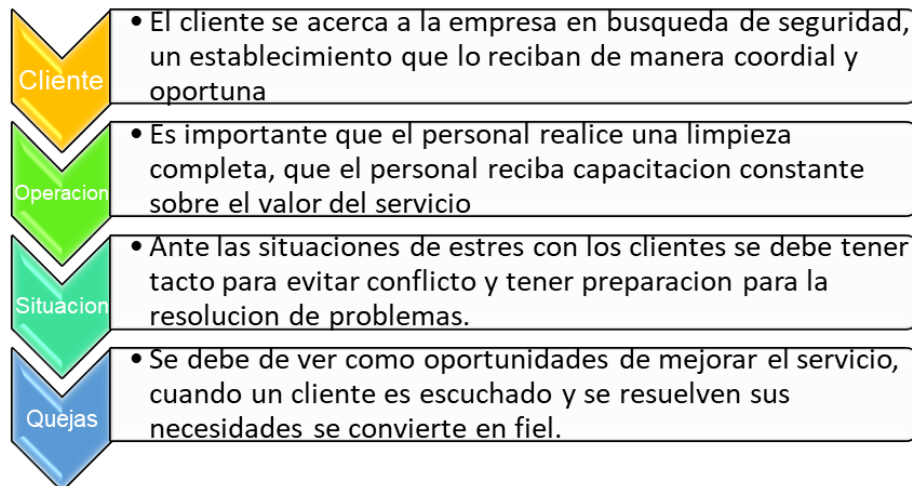 Cliente
• El cliente se acerca a la empresa en busqueda de seguridad,
un establecimiento que lo reciban de manera coordial y
oportuna
Operacion
• Es importante que el personal realice una limpieza
completa, que el personal reciba capacitacion constante
sobre el valor del servicio
Situacion
• Ante las situaciones de estres con los clientes se debe tener
tacto para evitar conflicto y tener preparacion para la
resolucion de problemas.
Quejas
• Se debe de ver como oportunidades de mejorar el servicio,
cuando un cliente es escuchado y se resuelven sus
necesidades se convierte en fiel.